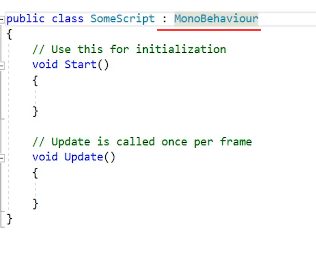 public class SomeScript : MonoBehaviour
{
    // Use this for initialization
    void Start()
    {
    }
    // Update is called once per frame
    void Update()
    {
    }
}